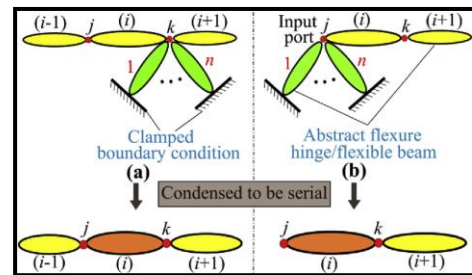 (i-1)
j
(i)
k
(i+1)
1
n
...
Clamped
boundary condition
(a)
Input
port
j
(i)
k
(i+1)
1
n
...
Abstract flexure
hinge/flexible beam
(b)
Condensed to be serial
j
k
(i-1)
(i)
(i+1)
j
k
(i)
(i+1)